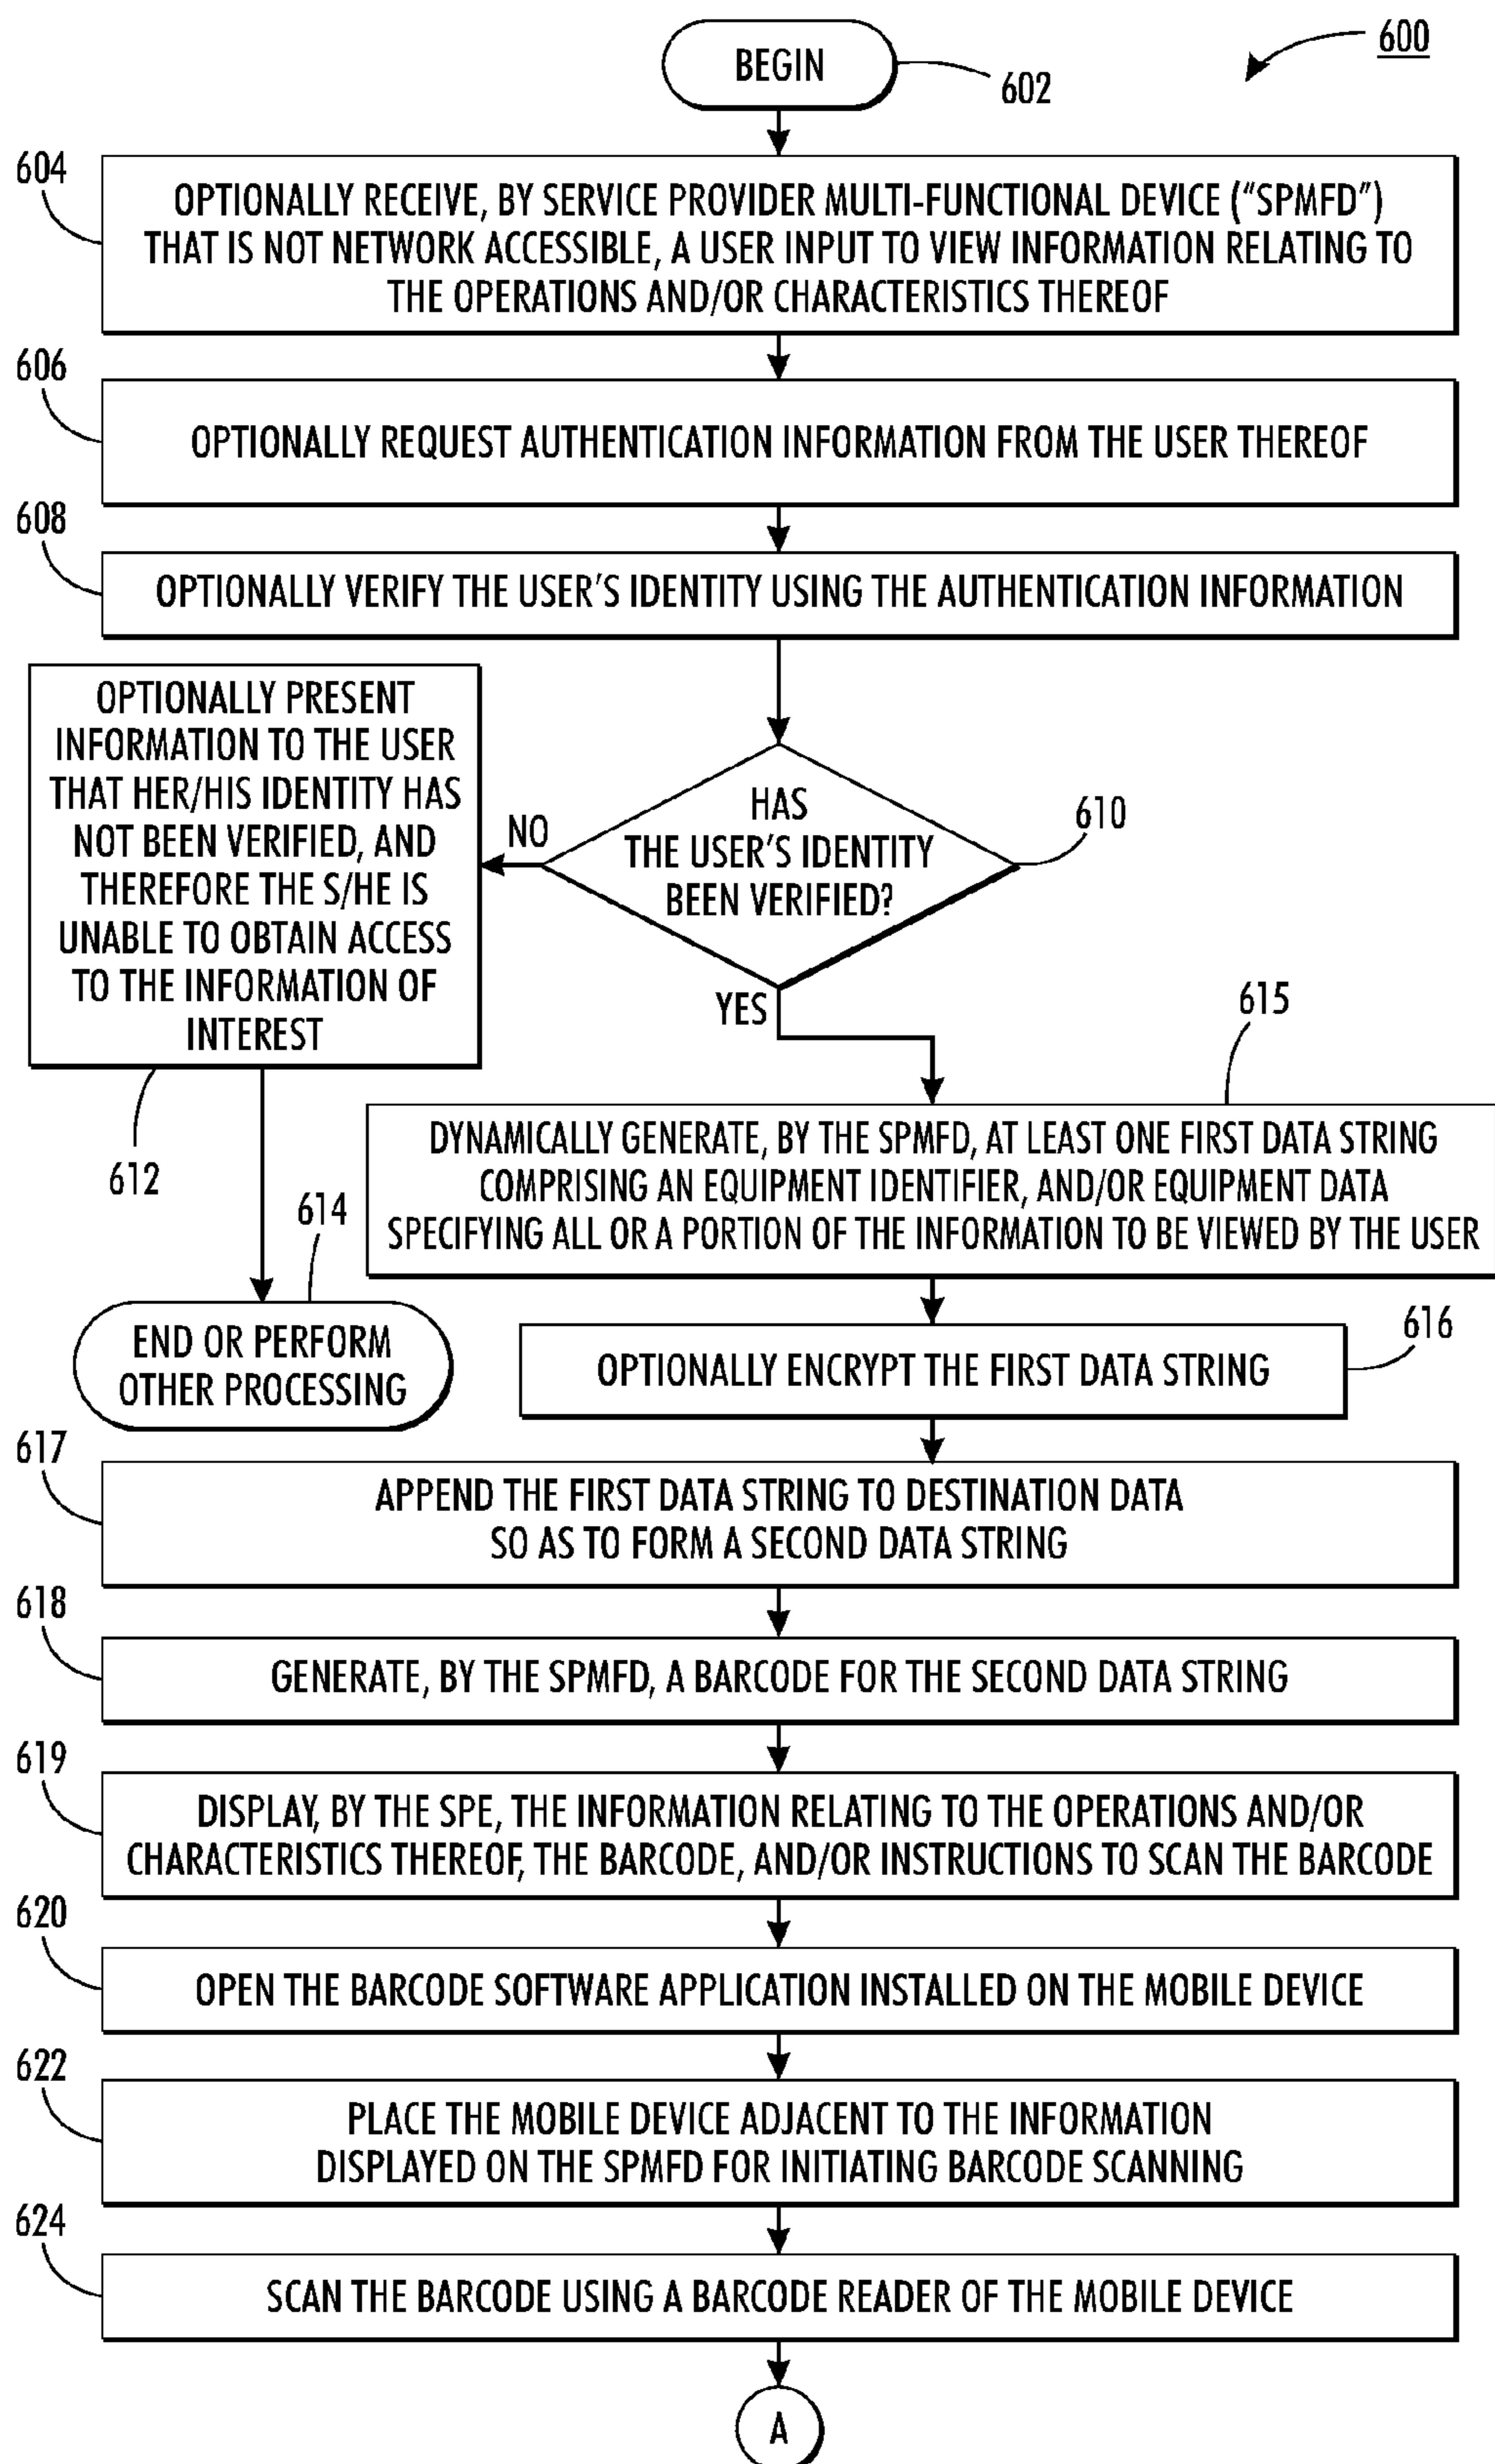 600
BEGIN
602
604
OPTIONALLY RECEIVE, BY SERVICE PROVIDER MULTI-FUNCTIONAL DEVICE (“SPMFD”)
THAT IS NOT NETWORK ACCESSIBLE, A USER INPUT TO VIEW INFORMATION RELATING TO
THE OPERATIONS AND/OR CHARACTERISTICS THEREOF
606
OPTIONALLY REQUEST AUTHENTICATION INFORMATION FROM THE USER THEREOF
608
OPTIONALLY VERIFY THE USER’S IDENTITY USING THE AUTHENTICATION INFORMATION
HAS
THE USER’S IDENTITY
BEEN VERIFIED?
610
NO
OPTIONALLY PRESENT
INFORMATION TO THE USER
THAT HER/HIS IDENTITY HAS
NOT BEEN VERIFIED, AND
THEREFORE THE S/HE IS
UNABLE TO OBTAIN ACCESS
TO THE INFORMATION OF
INTEREST
612
614
END OR PERFORM
OTHER PROCESSING
YES
615
DYNAMICALLY GENERATE, BY THE SPMFD, AT LEAST ONE FIRST DATA STRING
COMPRISING AN EQUIPMENT IDENTIFIER, AND/OR EQUIPMENT DATA
SPECIFYING ALL OR A PORTION OF THE INFORMATION TO BE VIEWED BY THE USER
616
OPTIONALLY ENCRYPT THE FIRST DATA STRING
617
APPEND THE FIRST DATA STRING TO DESTINATION DATA
SO AS TO FORM A SECOND DATA STRING
618
GENERATE, BY THE SPMFD, A BARCODE FOR THE SECOND DATA STRING
619
DISPLAY, BY THE SPE, THE INFORMATION RELATING TO THE OPERATIONS AND/OR
CHARACTERISTICS THEREOF, THE BARCODE, AND/OR INSTRUCTIONS TO SCAN THE BARCODE
620
OPEN THE BARCODE SOFTWARE APPLICATION INSTALLED ON THE MOBILE DEVICE
622
PLACE THE MOBILE DEVICE ADJACENT TO THE INFORMATION
DISPLAYED ON THE SPMFD FOR INITIATING BARCODE SCANNING
624
SCAN THE BARCODE USING A BARCODE READER OF THE MOBILE DEVICE
A